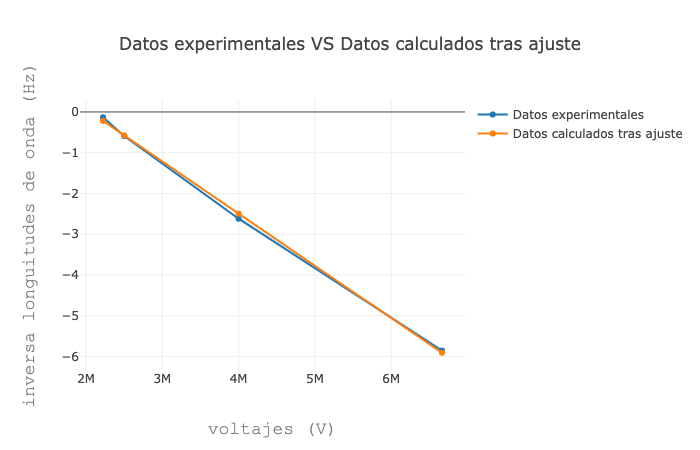 Datos experimentales VS Datos calculados tras ajuste
inversa longuitudes de onda (Hz)
0
−1
−2
−3
−4
−5
−6
2M
3M
4M
5M
6M
voltajes (V)
Datos experimentales
Datos calculados tras ajuste